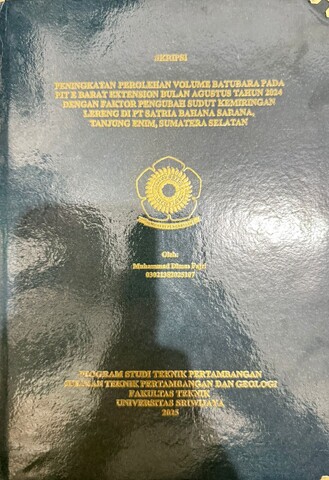 SKRIPSI
PENINGKATAN PEROLEHAN VOLUME BATUBARA PADA
PIT E BARAT EXTENSION BULAN AGUSTUS TAHUN 2024
DENGAN FAKTOR PENGUBAH SUDUT KEMIRINGAN
LERENG DI PT SATRIA BAHANA SARANA,
TANJUNG ENIM, SUMATERA SELATAN
Oleh:
Muhammad Dimas
PROGRAM STUDI TEKNIK PERTAMBANGAN
JURUSAN TEKNIK PERTAMBANGAN DAN GEOLOGI
FAKULTAS TEKNIK
UNIVERSITAS SRIWIJAYA
2025